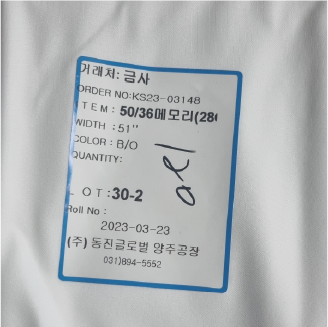 거래처: 금사
ORDER NO:KS23-03148
ITEM: 50/36메모리(28
WIDTH : 51"
COLOR : B/O
QUANTITY:
LOT:30-2
Roll No :
2023-03-23
(주) 동진글로벌 양주공장
031)894-5552